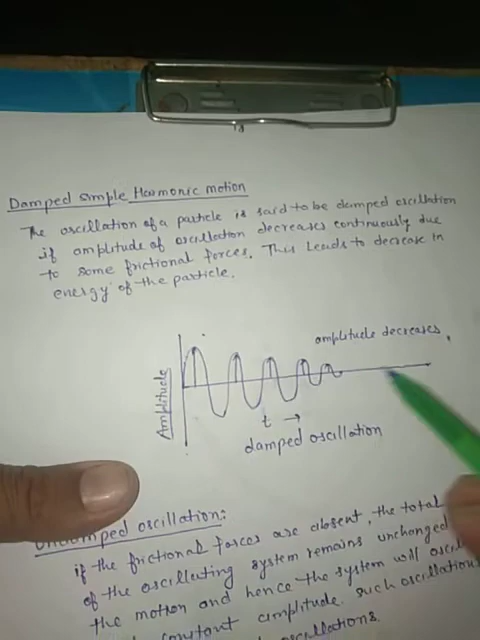 Damped simple Harmonic motion
The oscillation of a particle is said to be damped oscillation
if amplitude of oscillation decreases continuously due
to some frictional forces. This Leads to decrease in
energy of the particle.
amplitude decreases.
Amplitude
t →
damped oscillation
Undamped oscillation:
if the frictional forces are absent, the total
of the oscillating system remains unchanged
the motion and hence the system will
constant amplitude. such
oscillations.